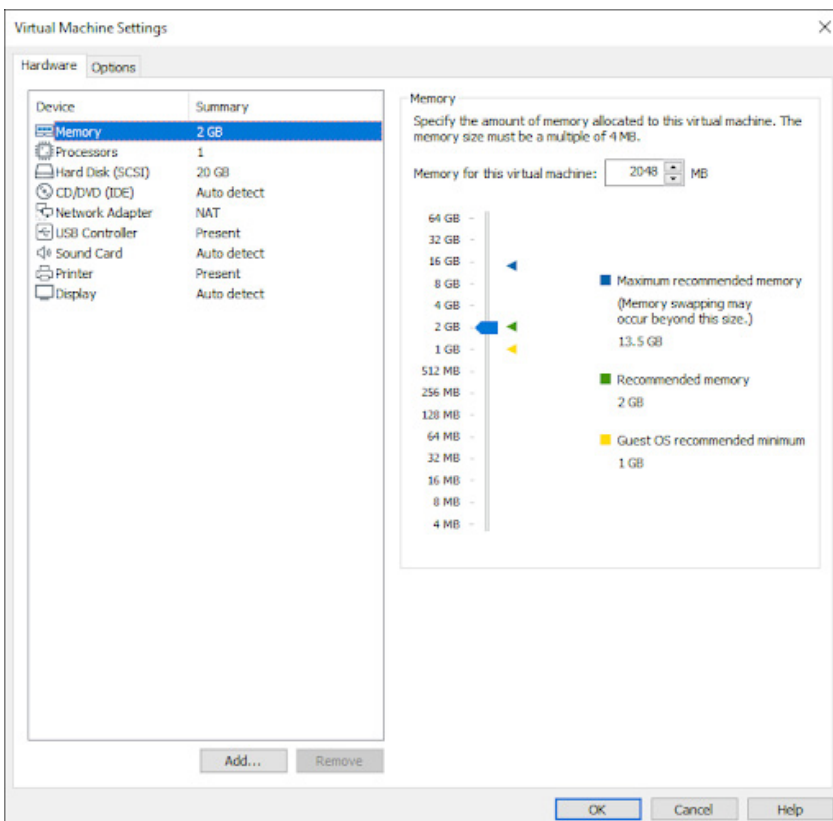 Virtual Machine Settings
Hardware Options
Device Summary
Memory 2 GB
Processors 1
Hard Disk (SCSI) 20 GB
CD/DVD (IDE) Auto detect
Network Adapter NAT
USB Controller Present
Sound Card Auto detect
Printer Present
Display Auto detect
Add...
Remove
Memory
Specify the amount of memory allocated to this virtual machine. The
memory size must be a multiple of 4 MB.
Memory for this virtual machine: 2048 MB
64 GB
32 GB
16 GB
8 GB
4 GB
2 GB
1 GB
512 MB
256 MB
128 MB
64 MB
32 MB
16 MB
8 MB
4 MB
Maximum recommended memory
(Memory swapping may
occur beyond this size.)
13.5 GB
Recommended memory
2 GB
Guest OS recommended minimum
1 GB
OK
Cancel
Help